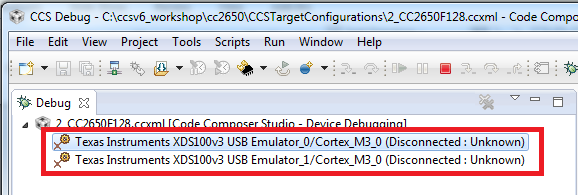 CCS Debug - C:\ccsv6_workshop\cc2650\CCSTargetConfigurations\2_CC2650F128.ccxml - Code Compos
File Edit View Project Tools Scripts Run Window Help
Debug
2_CC2650F128.ccxml [Code Composer Studio - Device Debugging]
Texas Instruments XDS100v3 USB Emulator_0/Cortex_M3_0 (Disconnected : Unknown)
Texas Instruments XDS100v3 USB Emulator_1/Cortex_M3_0 (Disconnected : Unknown)